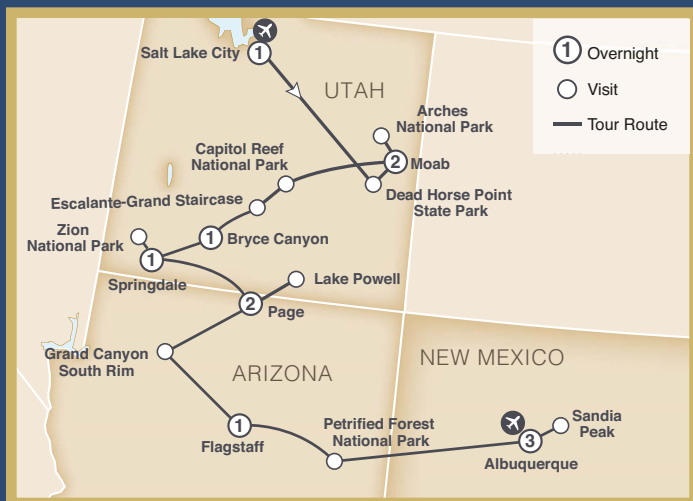 1 Overnight
Visit
Tour Route
Salt Lake City
1
UTAH
Arches
National Park
Capitol Reef
National Park
2
Moab
Dead Horse Point
State Park
Escalante-Grand Staircase
Zion
National Park
1
Bryce Canyon
1
Springdale
Lake Powell
2
Page
Grand Canyon
South Rim
ARIZONA
NEW MEXICO
1
Flagstaff
Petrified Forest
National Park
Sandia
Peak
3
Albuquerque